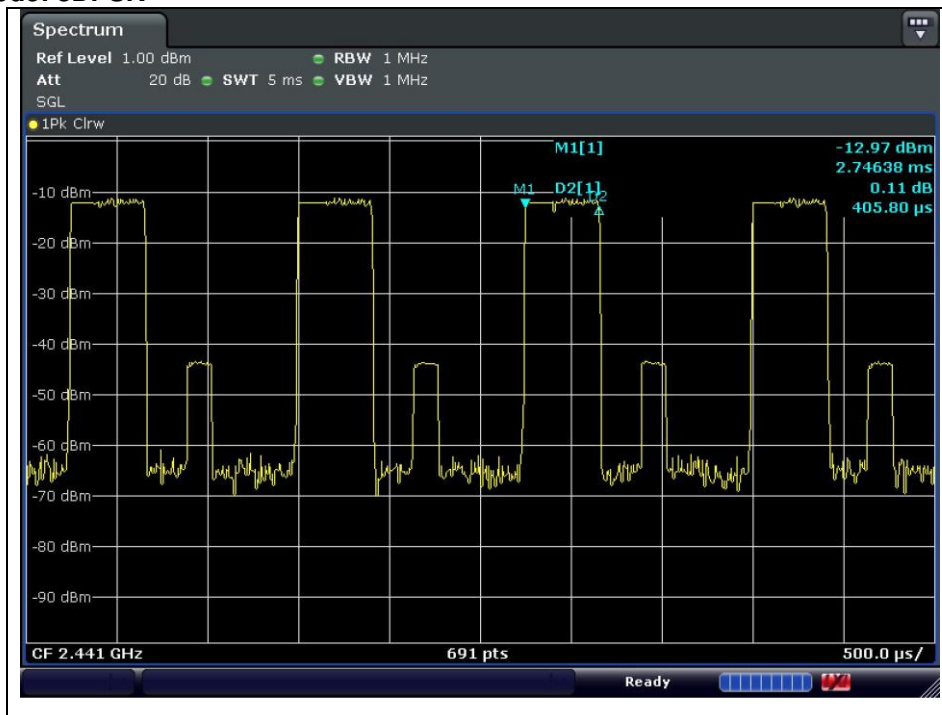 Spectrum
Ref Level 1.00 dBm RBW 1 MHz
Att 20 dB SWT 5 ms VBW 1 MHz
SGL
1Pk Clrw
M1[1] -12.97 dBm
2.74638 ms
-10 dBm M1 D2[1] 0.11 dB
D2 405.80 µs
-20 dBm
-30 dBm
-40 dBm
-50 dBm
-60 dBm
-70 dBm
-80 dBm
-90 dBm
CF 2.441 GHz 691 pts 500.0 µs/
Ready